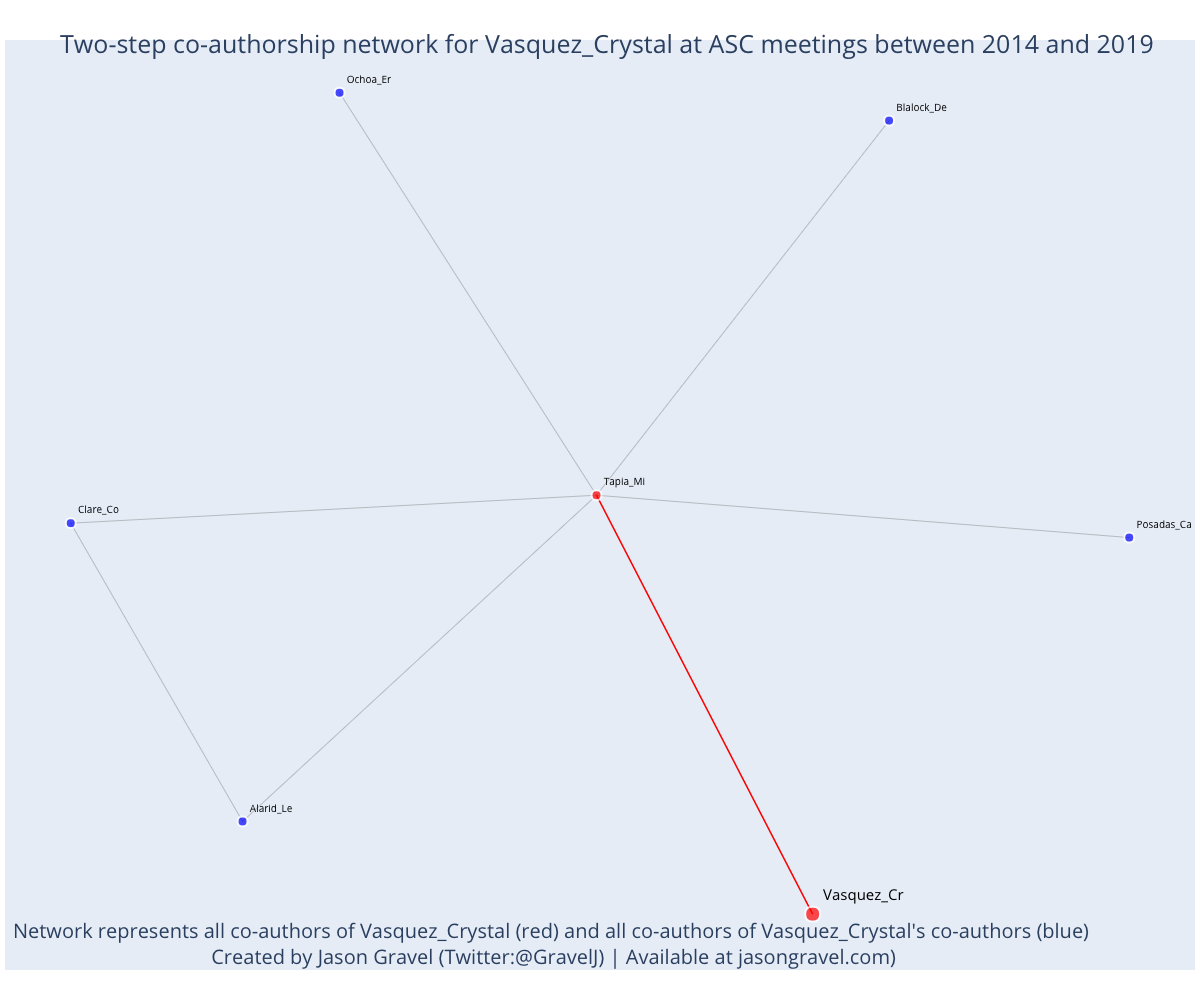 Two-step co-authorship network for Vasquez_Crystal at ASC meetings between 2014 and 2019
Ochoa_Er
Blalock_De
Tapia_Mi
Clare_Co
Posadas_Ca
Alarid_Le
Vasquez_Cr
Network represents all co-authors of Vasquez_Crystal (red) and all co-authors of Vasquez_Crystal's co-authors (blue)
Created by Jason Gravel (Twitter:@GravelJ) | Available at jasongravel.com)